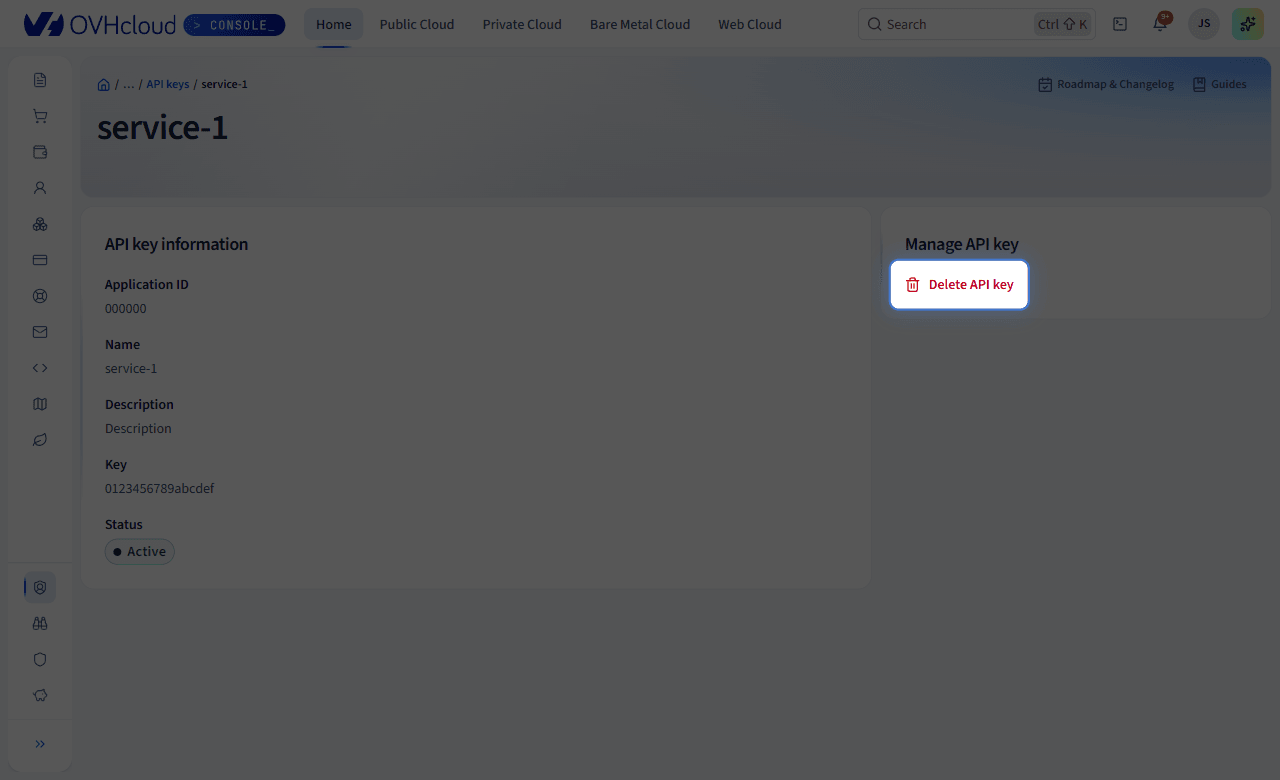 OVHcloud > CONSOLE_ Home Public Cloud Private Cloud Bare Metal Cloud Web Cloud Search Ctrl K 9+ JS
/ ... / API keys / service-1
Roadmap & Changelog Guides
service-1
API key information
Application ID
000000
Name
service-1
Description
Description
Key
0123456789abcdef
Status
Active
Manage API key
Delete API key